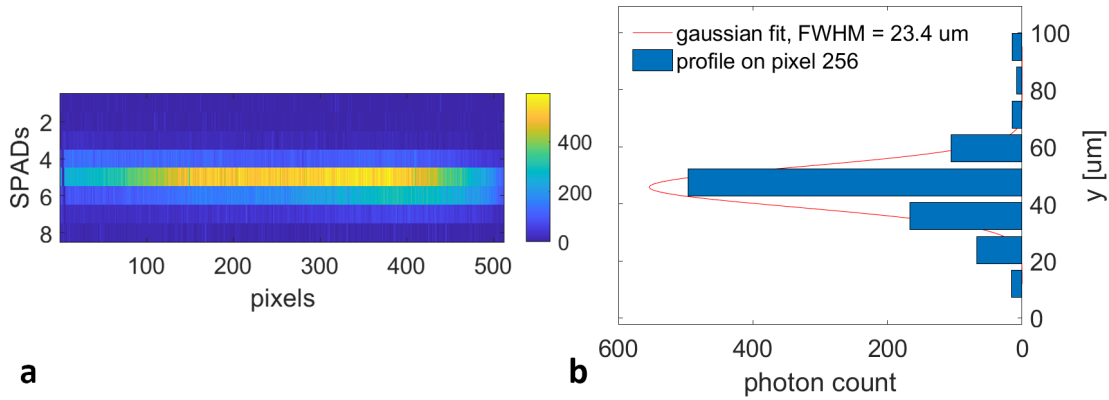 SPADs
2
4
6
8
100
200
300
400
500
pixels
400
200
0
a
gaussian fit, FWHM = 23.4 um
profile on pixel 256
100
80
60
40
20
0
y [um]
600
400
200
0
photon count
b